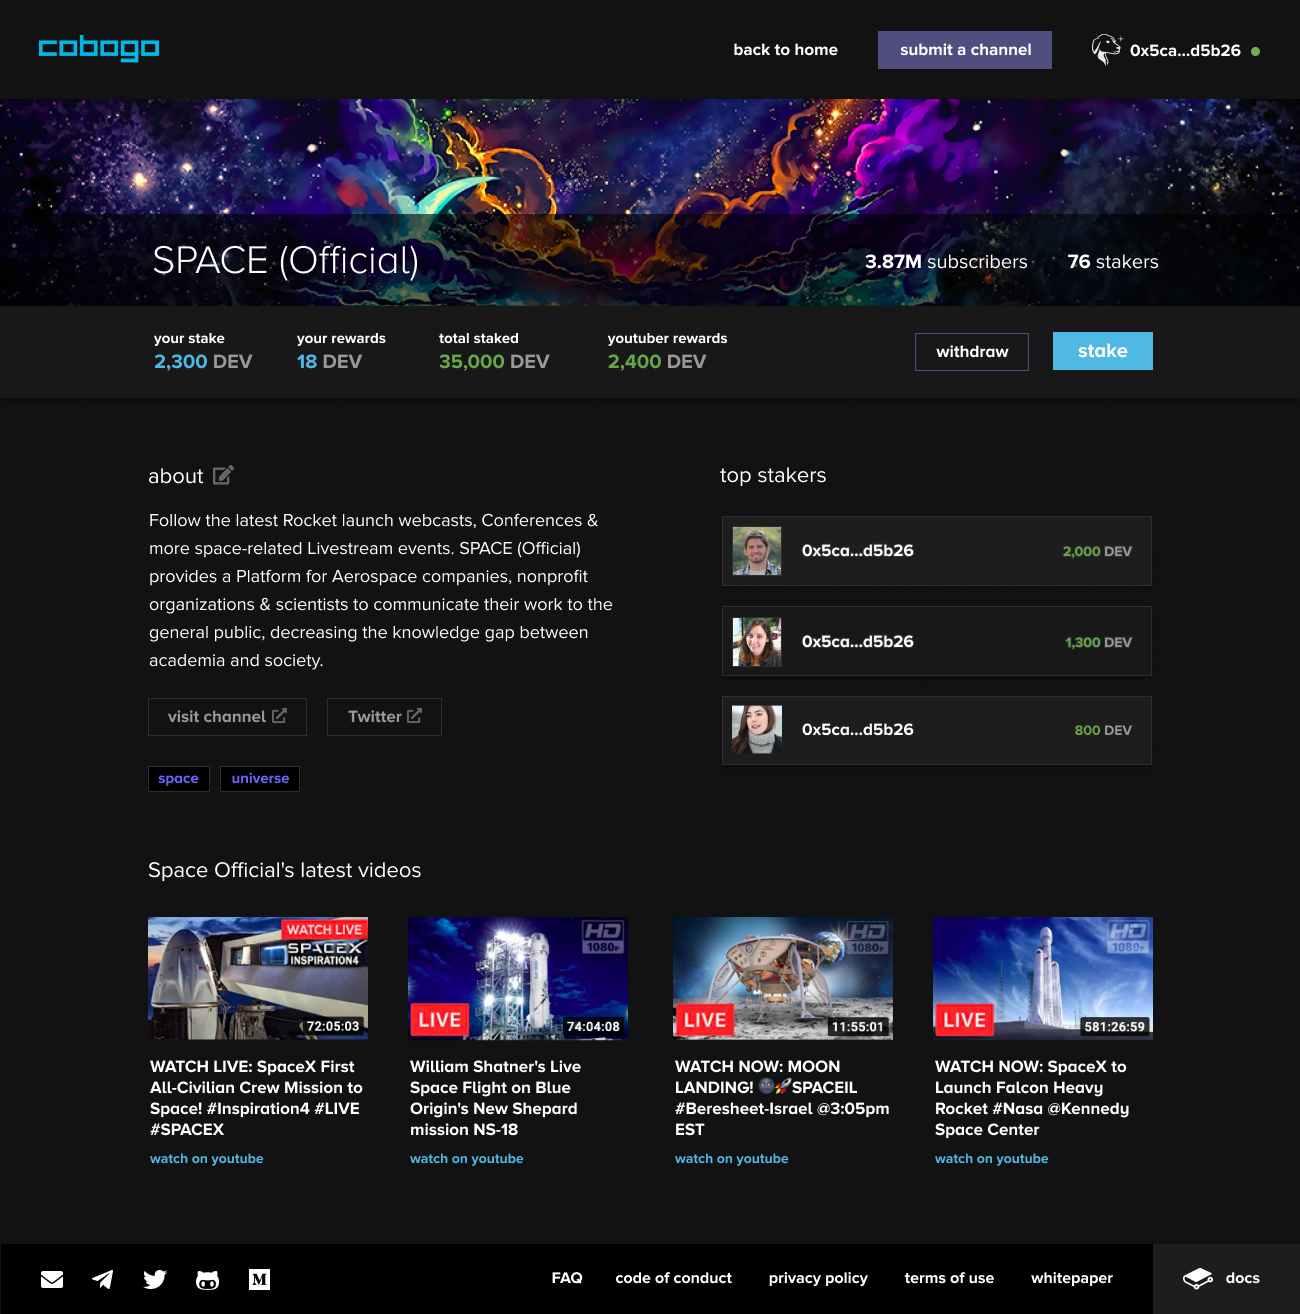 cobogo
back to home
submit a channel
0x5ca...d5b26
SPACE (Official)
3.87M subscribers
76 stakers
your stake
2,300 DEV
your rewards
18 DEV
total staked
35,000 DEV
youtuber rewards
2,400 DEV
withdraw
stake
about
Follow the latest Rocket launch webcasts, Conferences &
more space-related Livestream events. SPACE (Official)
provides a Platform for Aerospace companies, nonprofit
organizations & scientists to communicate their work to the
general public, decreasing the knowledge gap between
academia and society.
visit channel
Twitter
space
universe
top stakers
0x5ca...d5b26
2,000 DEV
0x5ca...d5b26
1,300 DEV
0x5ca...d5b26
800 DEV
Space Official's latest videos
WATCH LIVE
SPACEX
INSPIRATION4
72:05:03
WATCH LIVE: SpaceX First
All-Civilian Crew Mission to
Space! #Inspiration4 #LIVE
#SPACEX
watch on youtube
HD
1080P
LIVE
74:04:08
William Shatner's Live
Space Flight on Blue
Origin's New Shepard
mission NS-18
watch on youtube
HD
1080P
LIVE
11:55:01
WATCH NOW: MOON
LANDING! 🌚🚀SPACEIL
#Beresheet-Israel @3:05pm
EST
watch on youtube
HD
1080P
LIVE
581:26:59
WATCH NOW: SpaceX to
Launch Falcon Heavy
Rocket #Nasa @Kennedy
Space Center
watch on youtube
M
FAQ
code of conduct
privacy policy
terms of use
whitepaper
docs